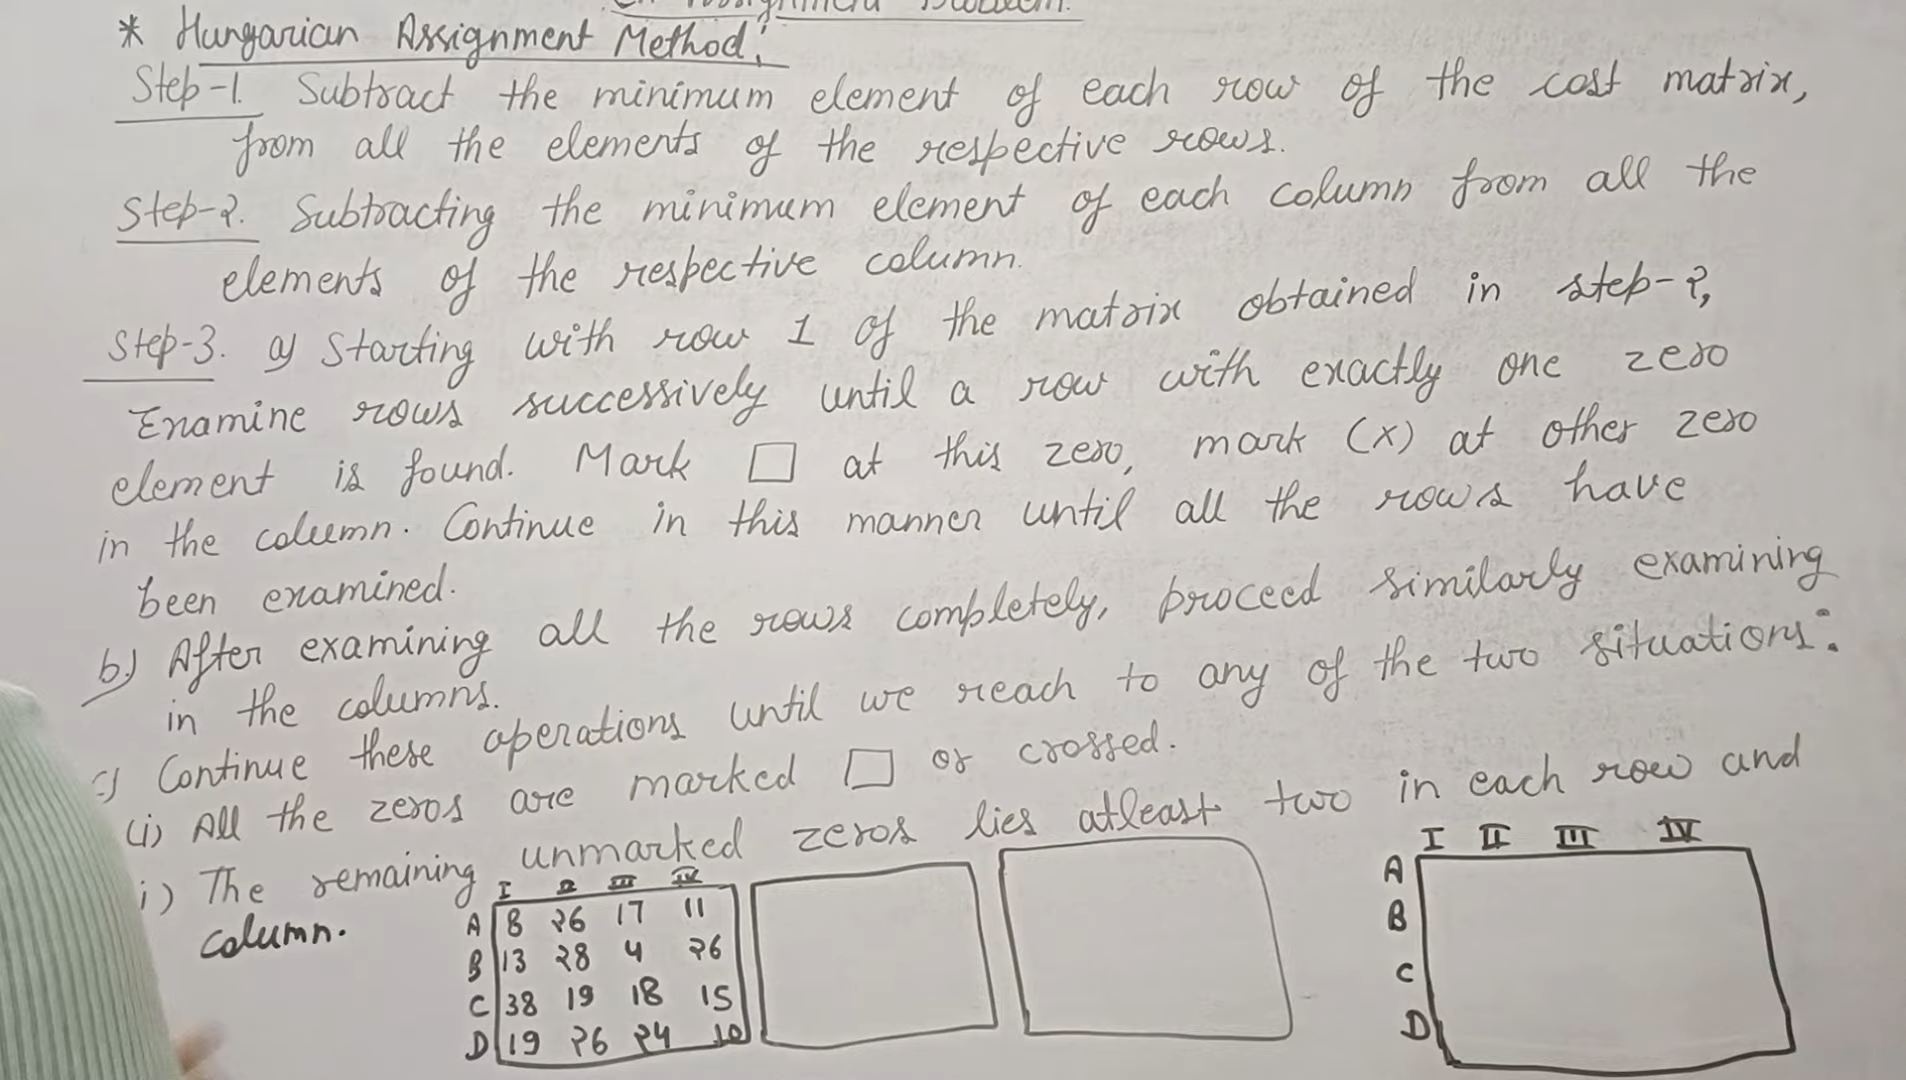 Assignment Problem.
* Hungarian Assignment Method:
Step-1. Subtract the minimum element of each row of the cost matrix,
from all the elements of the respective rows.
Step-2. Subtracting the minimum element of each column from all the
elements of the respective column.
Step-3. a) Starting with row 1 of the matrix obtained in step-2,
Examine rows successively until a row with exactly one zero
element is found. Mark □ at this zero, mark (X) at other zero
in the column. Continue in this manner until all the rows have
been examined.
b) After examining all the rows completely, proceed similarly examining
in the columns.
c) Continue these operations until we reach to any of the two situations:
(i) All the zeros are marked □ or crossed.
i) The remaining unmarked zeros lies atleast two in each row and
column.
I II III IV
A 8 26 17 11
B 13 28 4 26
C 38 19 18 15
D 19 26 24 10
I II III IV
A
B
C
D